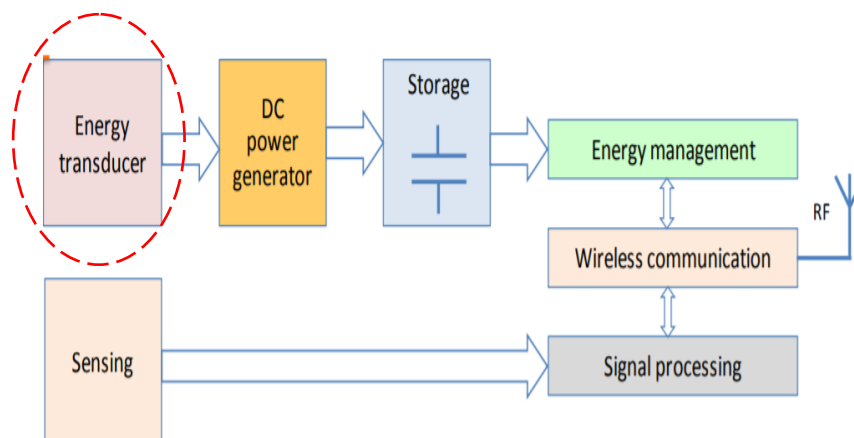 Energy
transducer
DC
power
generator
Storage
Energy management
RF
Wireless communication
Sensing
Signal processing